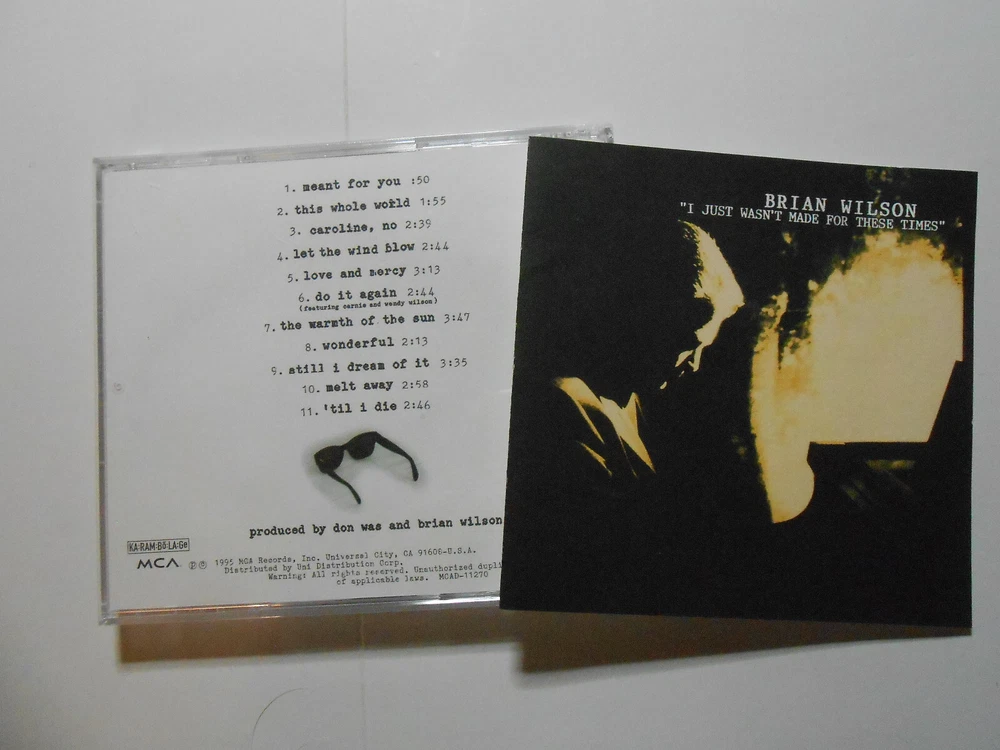 1. meant for you :50
2. this whole world 1:55
3. caroline, no 2:39
4. let the wind blow 2:44
5. love and mercy 3:13
6. do it again 2:44
(featuring carnie and wendy wilson)
7. the warmth of the sun 3:47
8. wonderful 2:13
9. still i dream of it 3:35
10. melt away 2:58
11. 'til i die 2:46
produced by don was and brian wilson
KA·RAM·BÔ·LA·Ge
MCA. ℗© 1995 MCA Records, Inc. Universal City, CA 91608-U.S.A.
Distributed by Uni Distribution Corp.
Warning: All rights reserved. Unauthorized dupli
of applicable laws. MCAD-11270
BRIAN WILSON
"I JUST WASN'T MADE FOR THESE TIMES"